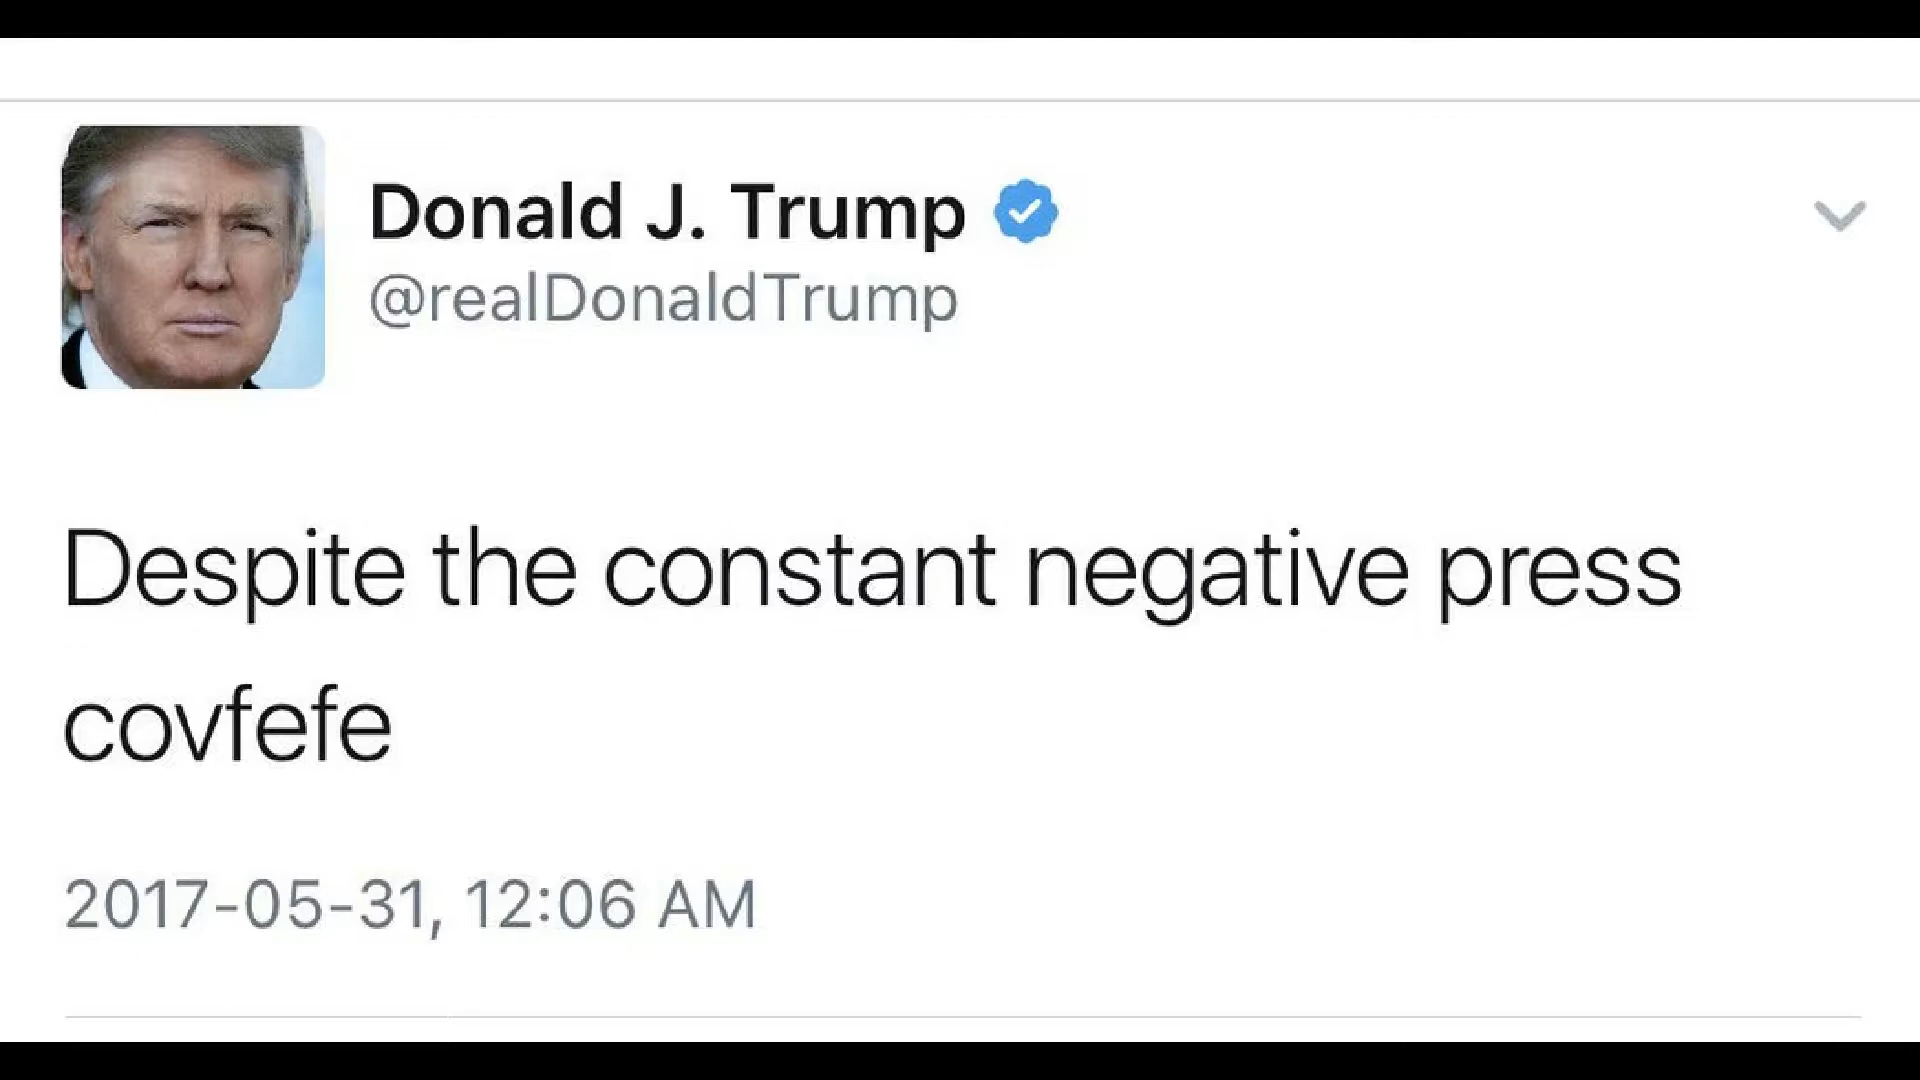 Donald J. Trump
@realDonaldTrump
Despite the constant negative press
covfefe
2017-05-31, 12:06 AM